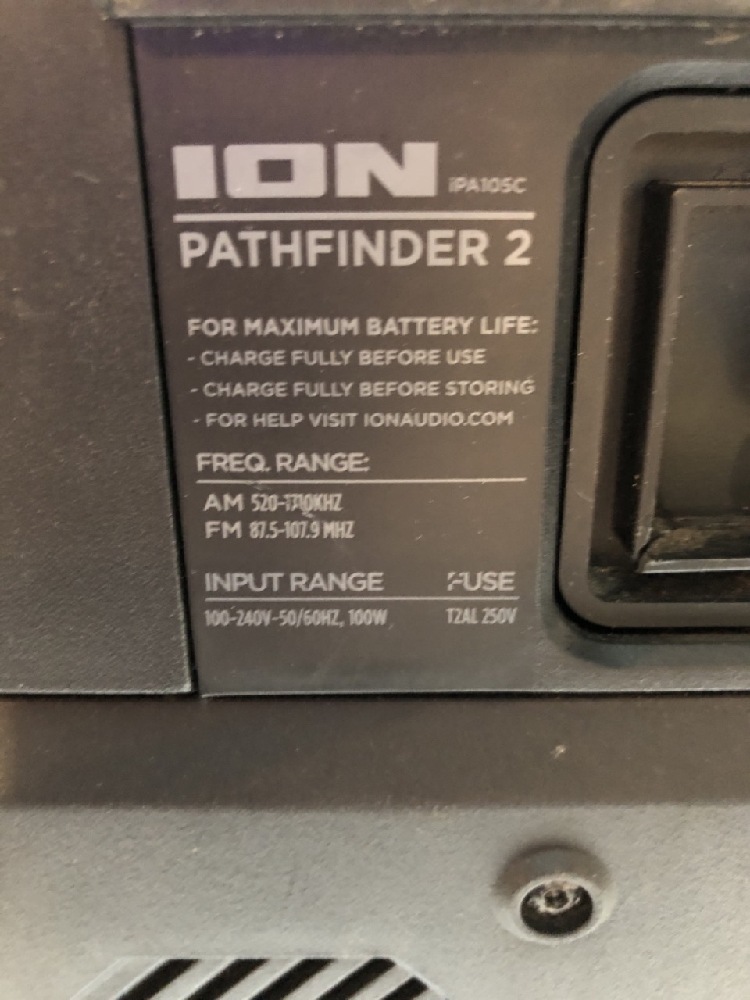 ION iPA105C
PATHFINDER 2
FOR MAXIMUM BATTERY LIFE:
- CHARGE FULLY BEFORE USE
- CHARGE FULLY BEFORE STORING
- FOR HELP VISIT IONAUDIO.COM
FREQ. RANGE:
AM 520-1710KHZ
FM 87.5-107.9 MHZ
INPUT RANGE FUSE
100-240V~50/60HZ, 100W T2AL 250V